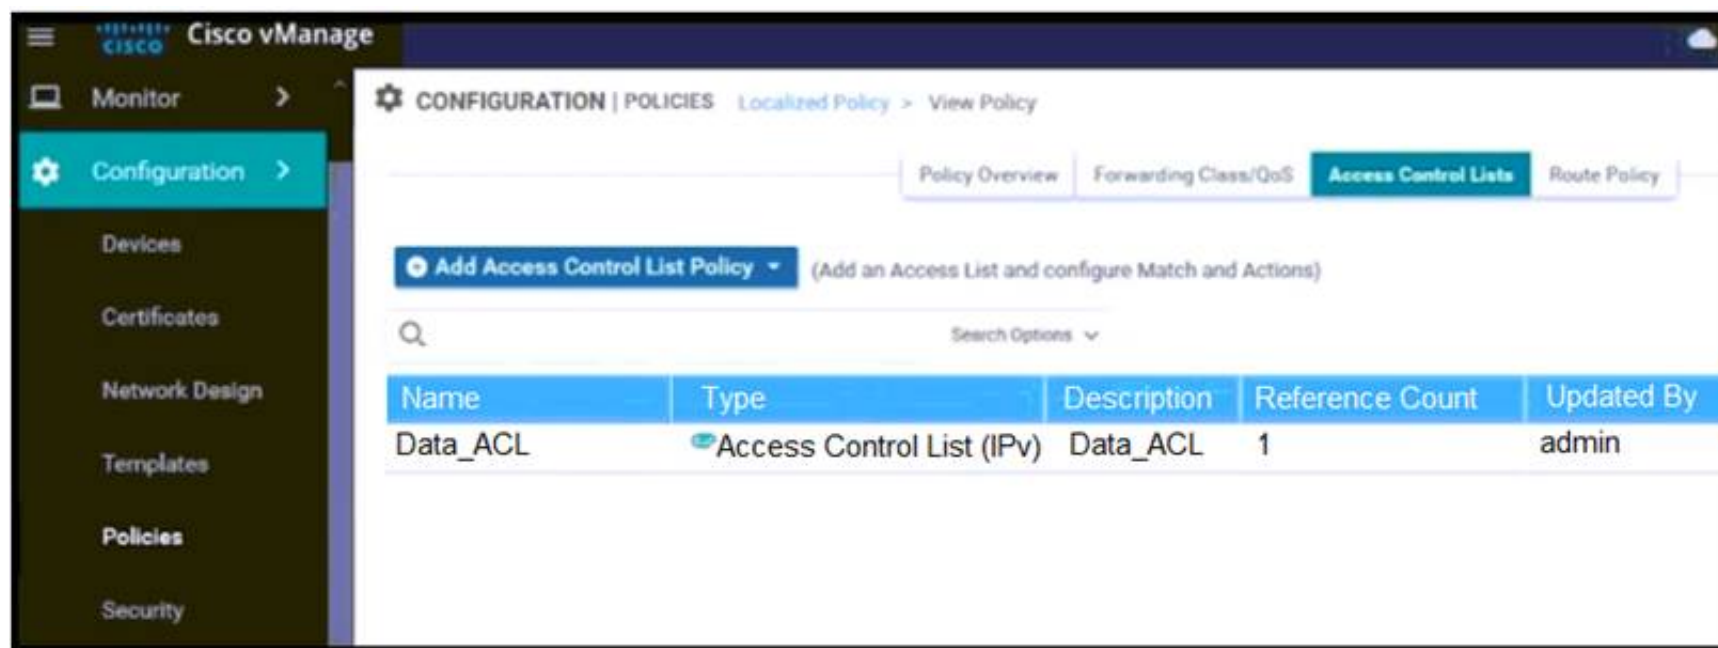 CISCO Cisco vManage
Monitor
CONFIGURATION | POLICIES Localized Policy > View Policy
Configuration
Policy Overview Forwarding Class/QoS Access Control Lists Route Policy
Devices
Add Access Control List Policy (Add an Access List and configure Match and Actions)
Certificates
Search Options
Network Design
Name Type Description Reference Count Updated By
Data_ACL Access Control List (IPv) Data_ACL 1 admin
Templates
Policies
Security